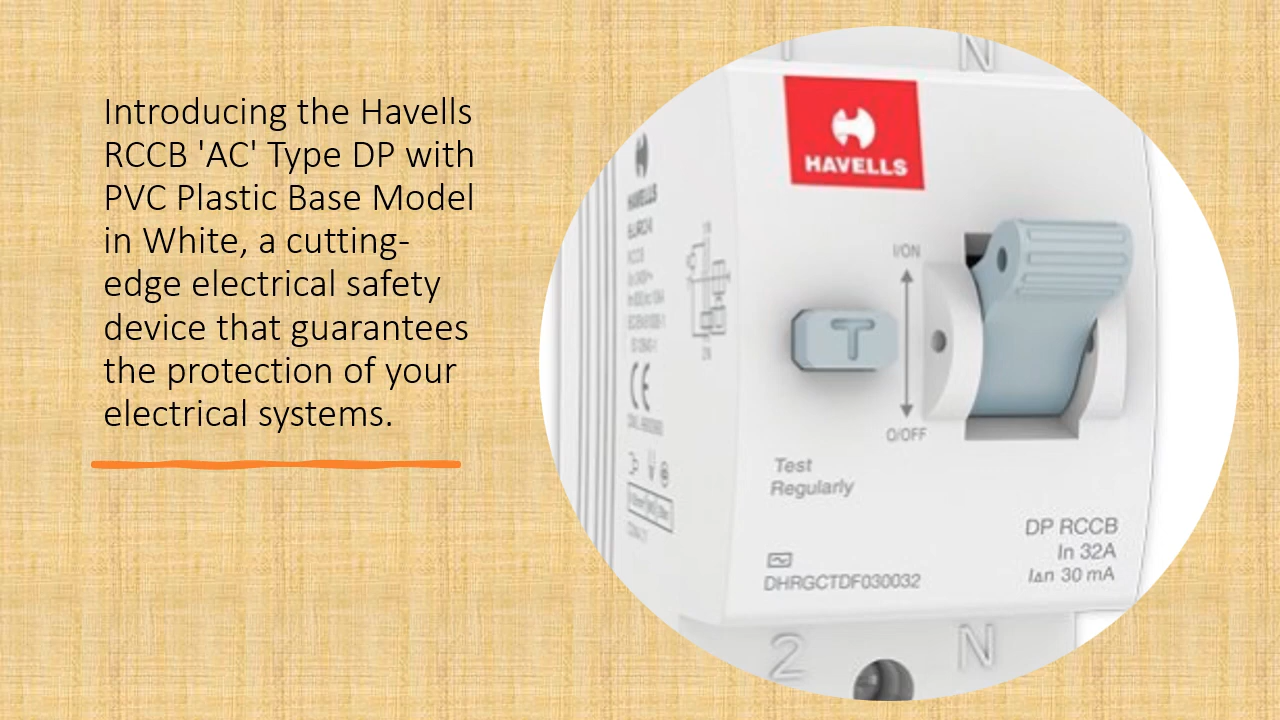 Introducing the Havells
RCCB 'AC' Type DP with
PVC Plastic Base Model
in White, a cutting-
edge electrical safety
device that guarantees
the protection of your
electrical systems.
N
HAVELLS
HAVELLS
I/ON
T
O/OFF
Test
Regularly
DP RCCB
In 32A
I∆n 30 mA
DHRGCTDF030032
CE
2 N